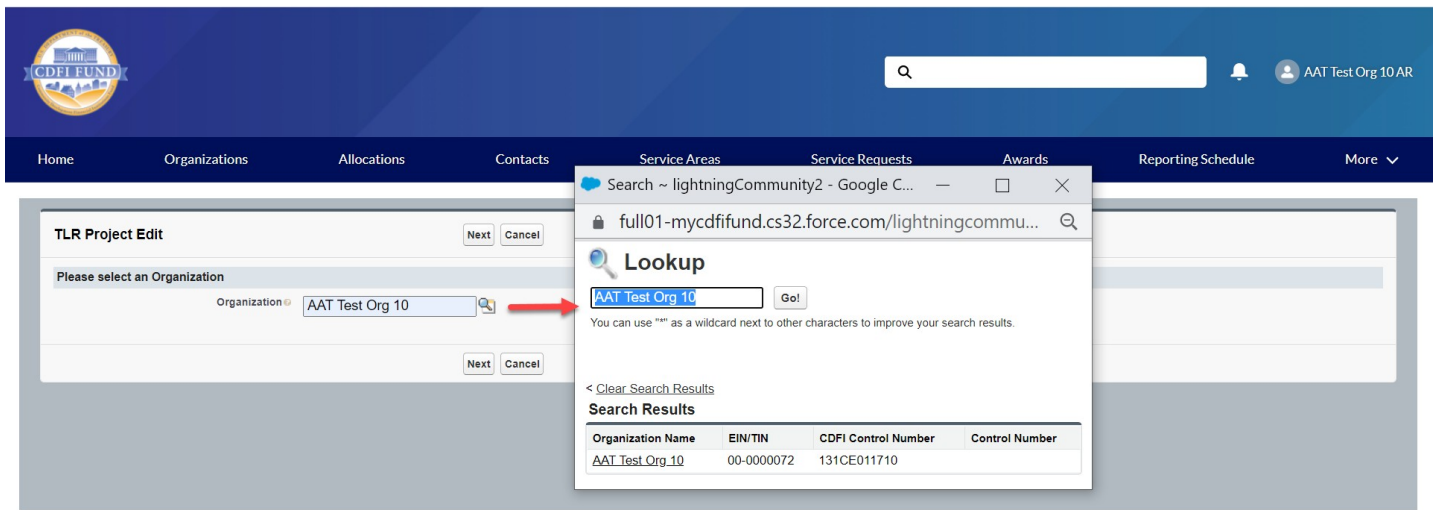 CDFI FUND
AAT Test Org 10 AR
Home Organizations Allocations Contacts Service Areas Service Requests Awards Reporting Schedule More
Search ~ lightningCommunity2 - Google C...
full01-mycdfifund.cs32.force.com/lightningcommu...
TLR Project Edit Next Cancel
Please select an Organization
Organization AAT Test Org 10
Next Cancel
Lookup
AAT Test Org 10 Go!
You can use "*" as a wildcard next to other characters to improve your search results.
< Clear Search Results
Search Results
Organization Name EIN/TIN CDFI Control Number Control Number
AAT Test Org 10 00-0000072 131CE011710